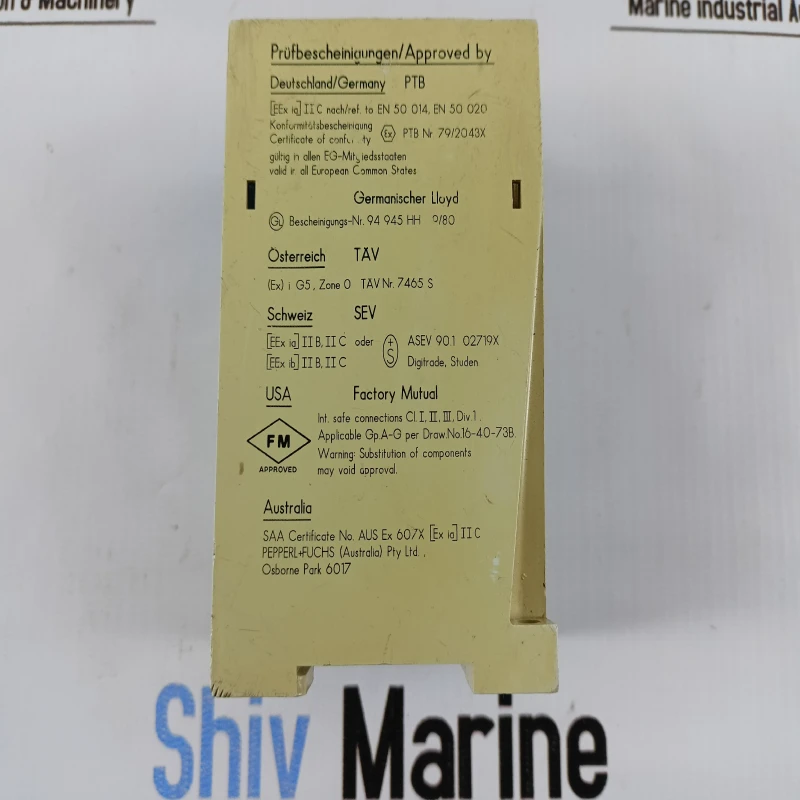 & Machinery
Marine Industrial
Prüfbescheinigungen/Approved by
Deutschland/Germany PTB
[EEx ia] II C nach/ref. to EN 50 014, EN 50 020
Konformitätsbescheinigung
Certificate of
Ex PTB Nr 79/2043X
gültig in allen EG-Mitgliedsstaaten
valid in all European Common States
Germanischer Lloyd
GL Bescheinigungs-Nr. 94 945 HH
Österreich TÄV
(Ex) i G5, Zone 0 TÄV Nr. 7465 S
Schweiz SEV
[EEx ia] II B, II C oder
[EEx ib] II B, II C
+S
ASEV 90.1 02719X
Digitrade, Studen
USA Factory Mutual
Int. safe connections Cl. I, II, III, Div. 1.
Applicable Gp. A-G per Draw. No. 16-40-73B.
Warning: Substitution of components
may void approval.
FM
APPROVED
Australia
SAA Certificate No. AUS Ex 607X [Ex ia] II C
PEPPERL+FUCHS (Australia) Pty Ltd.,
Osborne Park 6017
Shiv Marine